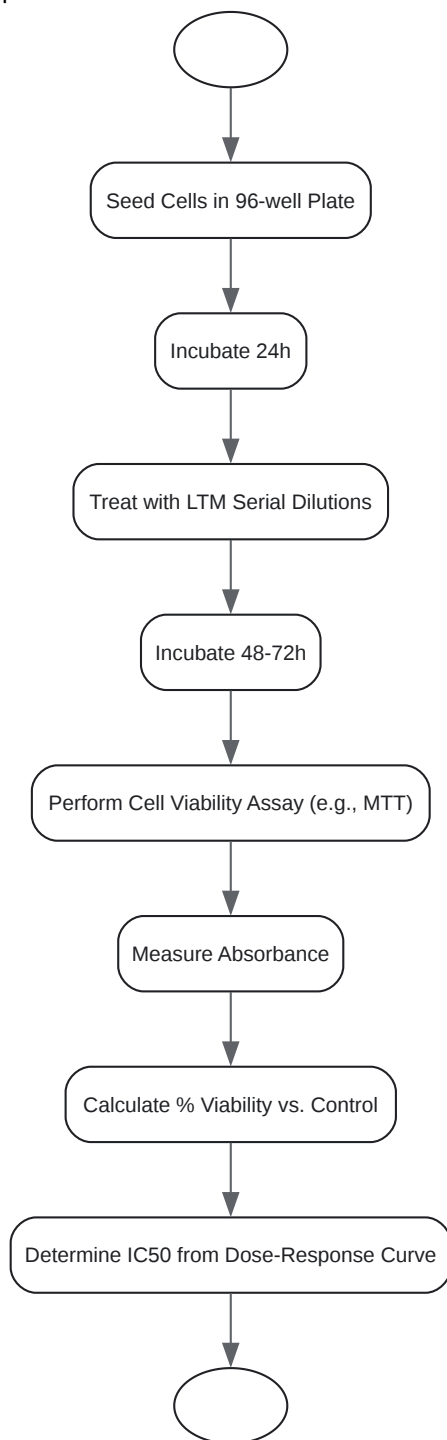 Seed Cells in 96-well Plate
Incubate 24h
Treat with LTM Serial Dilutions
Incubate 48-72h
Perform Cell Viability Assay (e.g., MTT)
Measure Absorbance
Calculate % Viability vs. Control
Determine IC50 from Dose-Response Curve